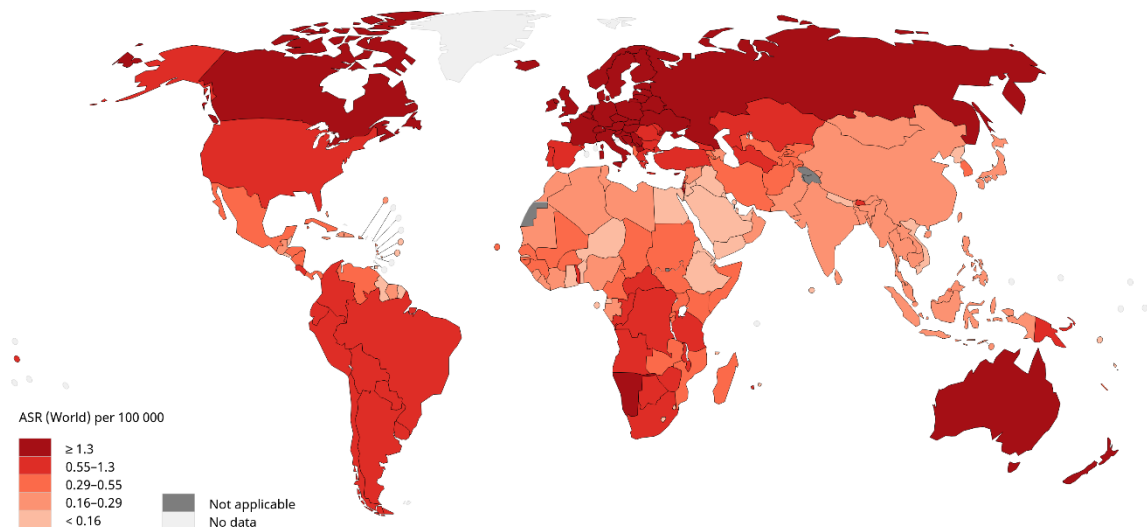 ASR (World) per 100 000
≥ 1.3
0.55–1.3
0.29–0.55
0.16–0.29
< 0.16
Not applicable
No data